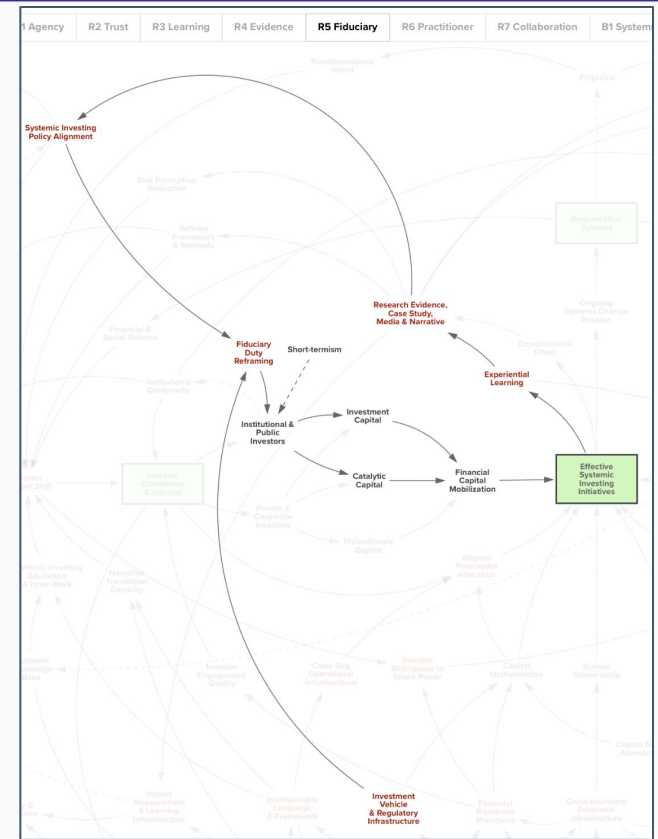 1 Agency
R2 Trust
R3 Learning
R4 Evidence
R5 Fiduciary
R6 Practitioner
R7 Collaboration
B1 System
Transformational
Intent
Polycrisis
Systemic Investing
Policy Alignment
Risk Perception
Reduction
Refined
Framework
& Methods
Regenerative
Systems
Research Evidence,
Case Study,
Media & Narrative
Ongoing
Systems Change
Process
Financial &
Social Returns
Fiduciary
Duty
Reframing
Short-termism
Combinatorial
Effect
Experiential
Learning
Institutional
Conformity
Institutional &
Public
Investors
Investment
Capital
Investor
Confidence
& Interest
Catalytic
Capital
Financial
Capital
Mobilization
Effective
Systemic
Investing
Initiatives
Private &
Corporate
Investors
Philanthropic
Capital
Aligned
Polycapital
Allocation
Education
& Inner Work
Narrative
Translation
Capacity
Investor
Engagement
Quality
Cross-Org
Operational
Infrastructure
Investor
Willingness to
Share Power
Capital
Orchestration
System
Stewardship
Impact
Measurement
& Learning
Infrastructure
Interoperable
Language
& Framework
Investment
Vehicle
& Regulatory
Infrastructure
Financial
Backbone
(Function)
Cross-boundary
Relational
Infrastructure